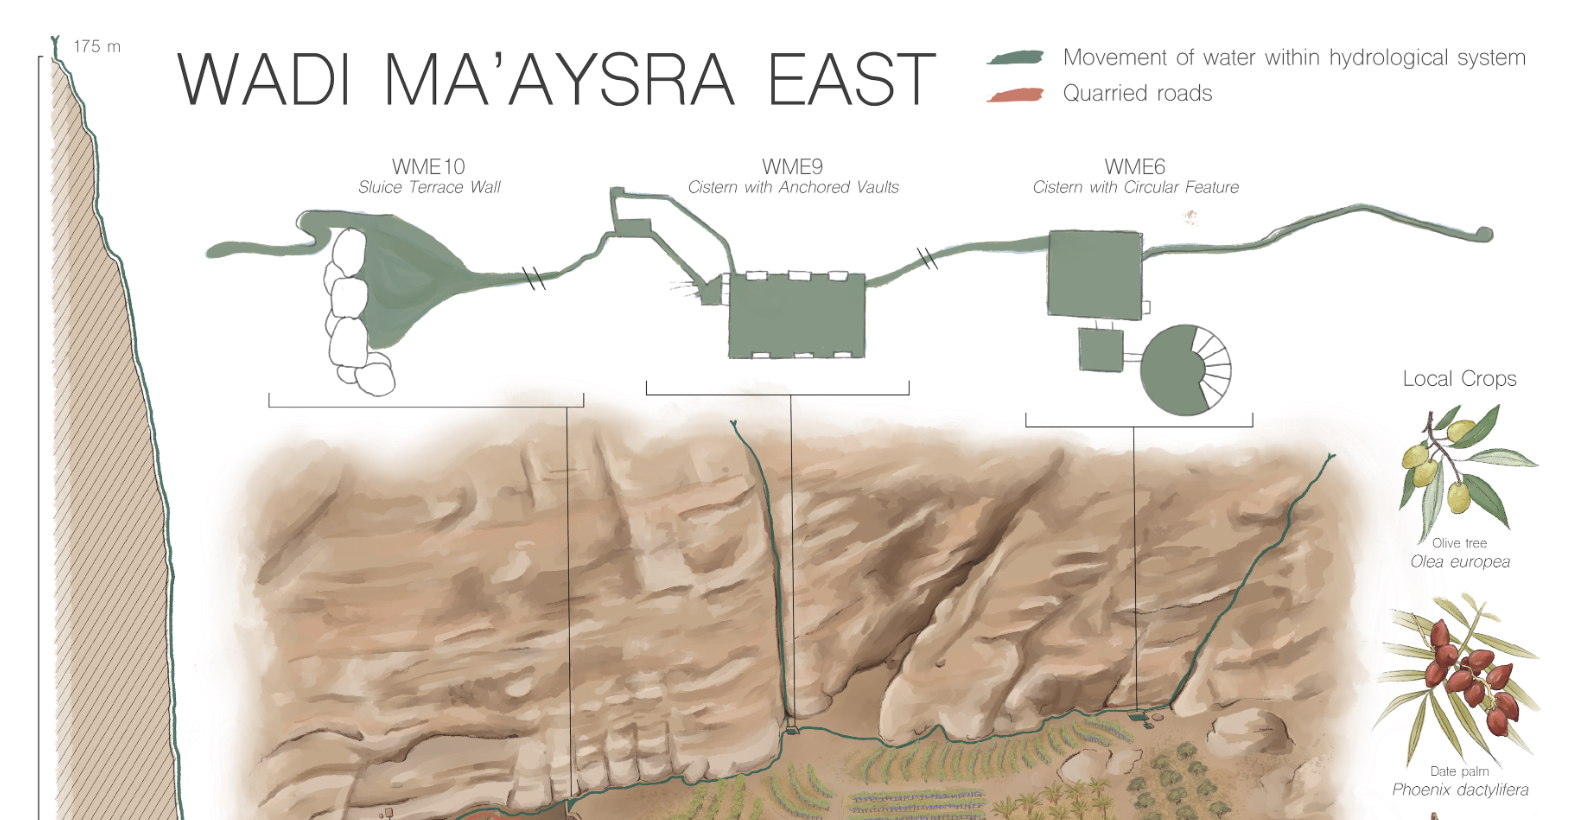 175 m
WADI MA'AYSRA EAST
Movement of water within hydrological system
Quarried roads
WME10
Sluice Terrace Wall
WME9
Cistern with Anchored Vaults
WME6
Cistern with Circular Feature
Local Crops
Olive tree
Olea europea
Date palm
Phoenix dactylifera